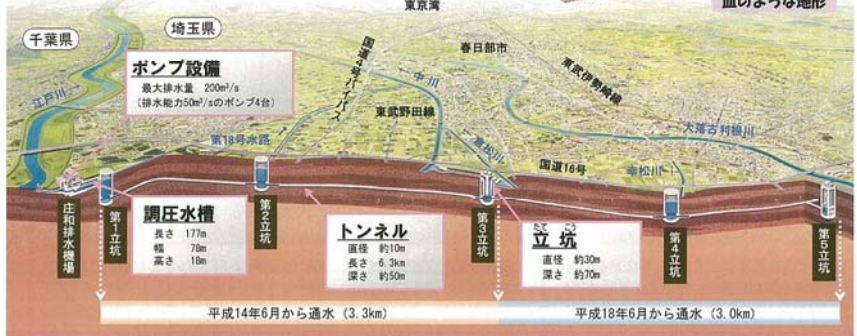 東京湾
皿のような地形
千葉県
埼玉県
ポンプ設備
最大排水量 200m³/s
(排水能力50m³/sのポンプ4台)
江戸川
国道4号バイパス
中川
春日部市
東武伊勢崎線
東武野田線
第18号水路
倉松川
大落古利根川
国道16号
幸松川
庄和排水機場
第1立坑
調圧水槽
長さ 177m
幅 78m
高さ 18m
第2立坑
トンネル
直径 約10m
長さ 6.3km
深さ 約50m
第3立坑
たて こう
立坑
直径 約30m
深さ 約70m
第4立坑
第5立坑
平成14年6月から通水(3.3km)
平成18年6月から通水(3.0km)